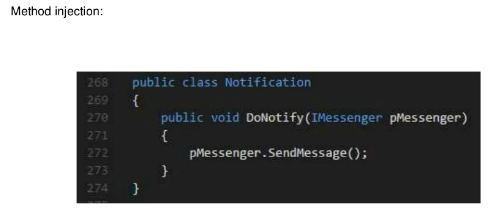 Method injection:
268 public class Notification
269 {
270 public void DoNotify(IMessenger pMessenger)
271 {
272 pMessenger.SendMessage();
273 }
274 }